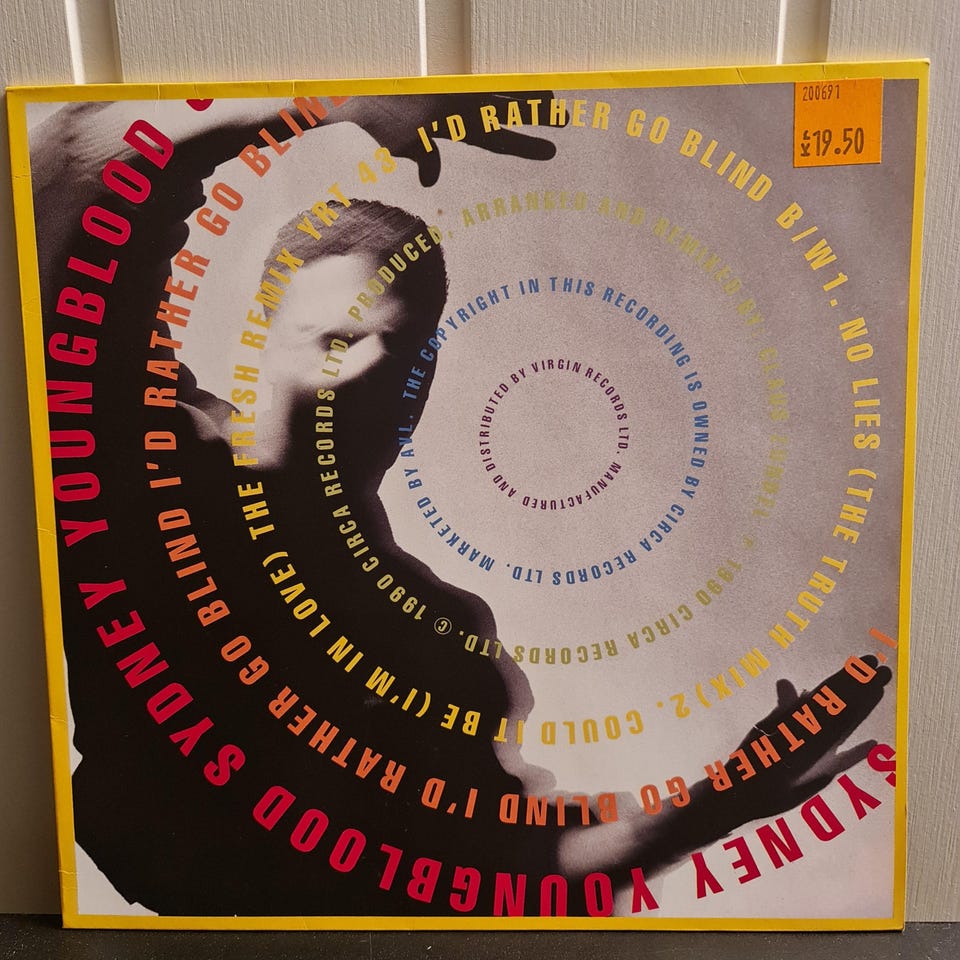 200691
KR 19.50
SYDNEY YOUNGBLOOD SYDNEY YOUNGBLOOD S
I'D RATHER GO BLIND I'D RATHER GO BLIND I'D RATHER GO BLIND
I'D RATHER GO BLIND B/W 1. NO LIES (THE TRUTH MIX) 2. COULD IT BE (I'M IN LOVE) THE FRESH REMIX YRT 43
PRODUCED, ARRANGED AND REMIXED BY: CLAUS ZUNDEL ℗ 1990 CIRCA RECORDS LTD. © 1990 CIRCA RECORDS LTD.
THE COPYRIGHT IN THIS RECORDING IS OWNED BY CIRCA RECORDS LTD. MARKETED BY AVL.
MANUFACTURED AND DISTRIBUTED BY VIRGIN RECORDS LTD.